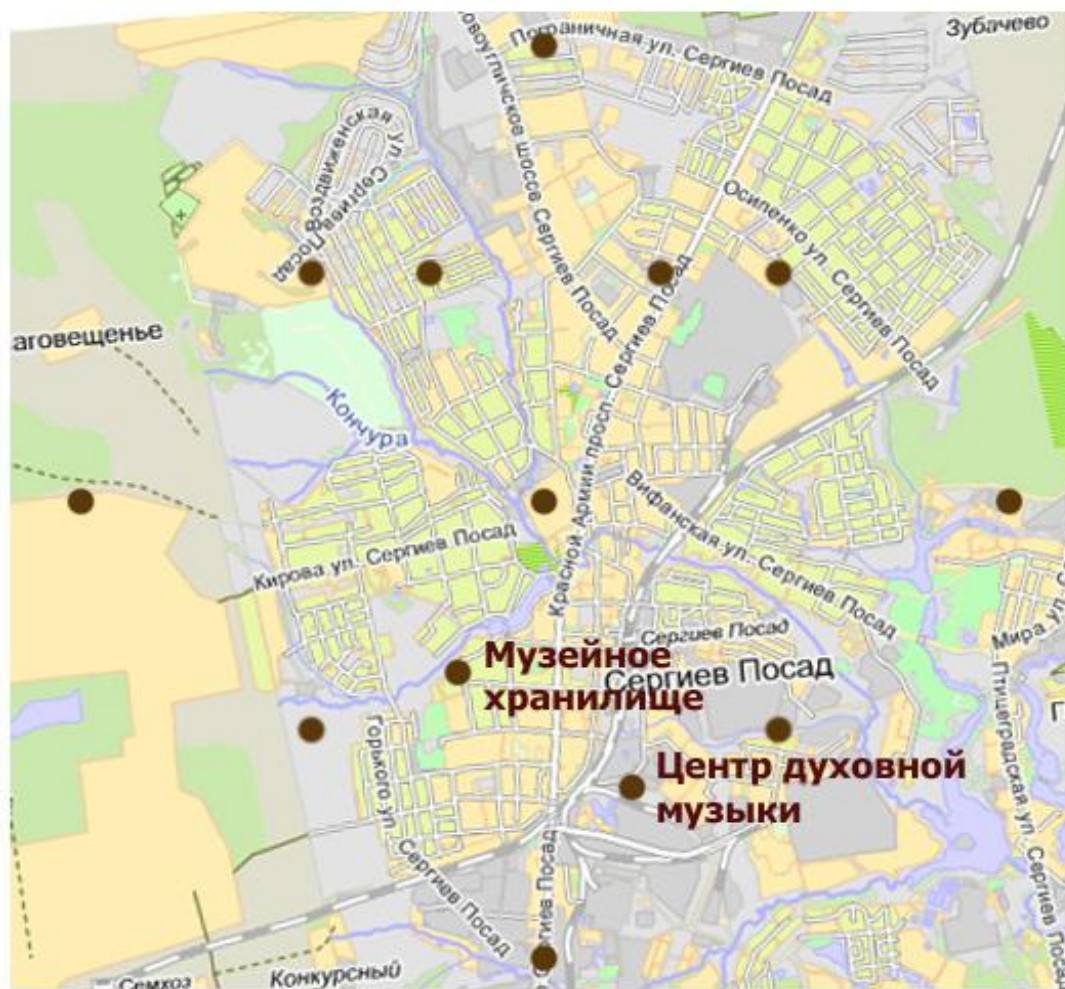 Зубачево
Пограничная ул. Сергиев Посад
овоугличское шоссе Сергиев Посад
Воздвиженская ул. Сергиев Посад
Осипенко ул. Сергиев Посад
аговещенье
Кончура
Красной Армии просп. Сергиев Посад
Вифанская ул. Сергиев Посад
Кирова ул. Сергиев Посад
Сергиев Посад
Мира ул. С
Музейное
хранилище
Сергиев Посад
Птицеградская ул. Сергиев Посад
Горького ул. Сергиев Посад
Центр духовной
музыки
Сергиев Посад
Семхоз
Конкурсный